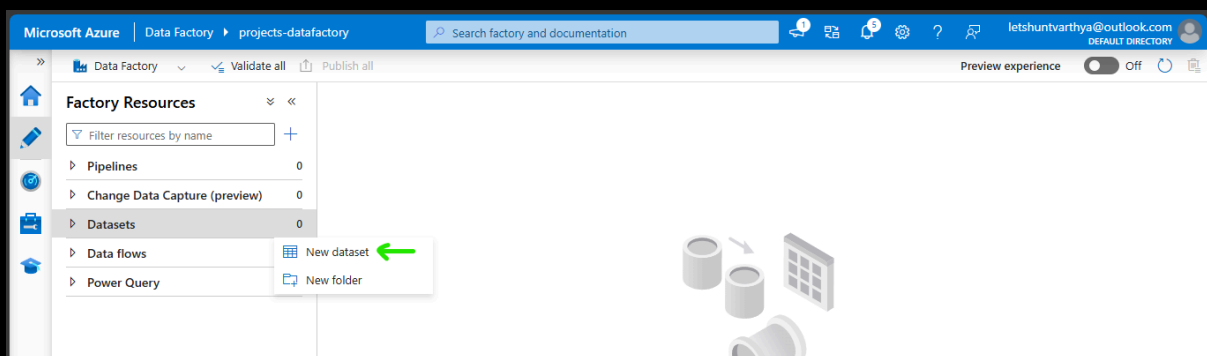 Microsoft Azure Data Factory projects-datafactory Search factory and documentation 1 5 letshuntvarthya@outlook.com
DEFAULT DIRECTORY
Data Factory Validate all Publish all Preview experience Off
Factory Resources
Filter resources by name
Pipelines 0
Change Data Capture (preview) 0
Datasets 0
New dataset
Data flows
New folder
Power Query